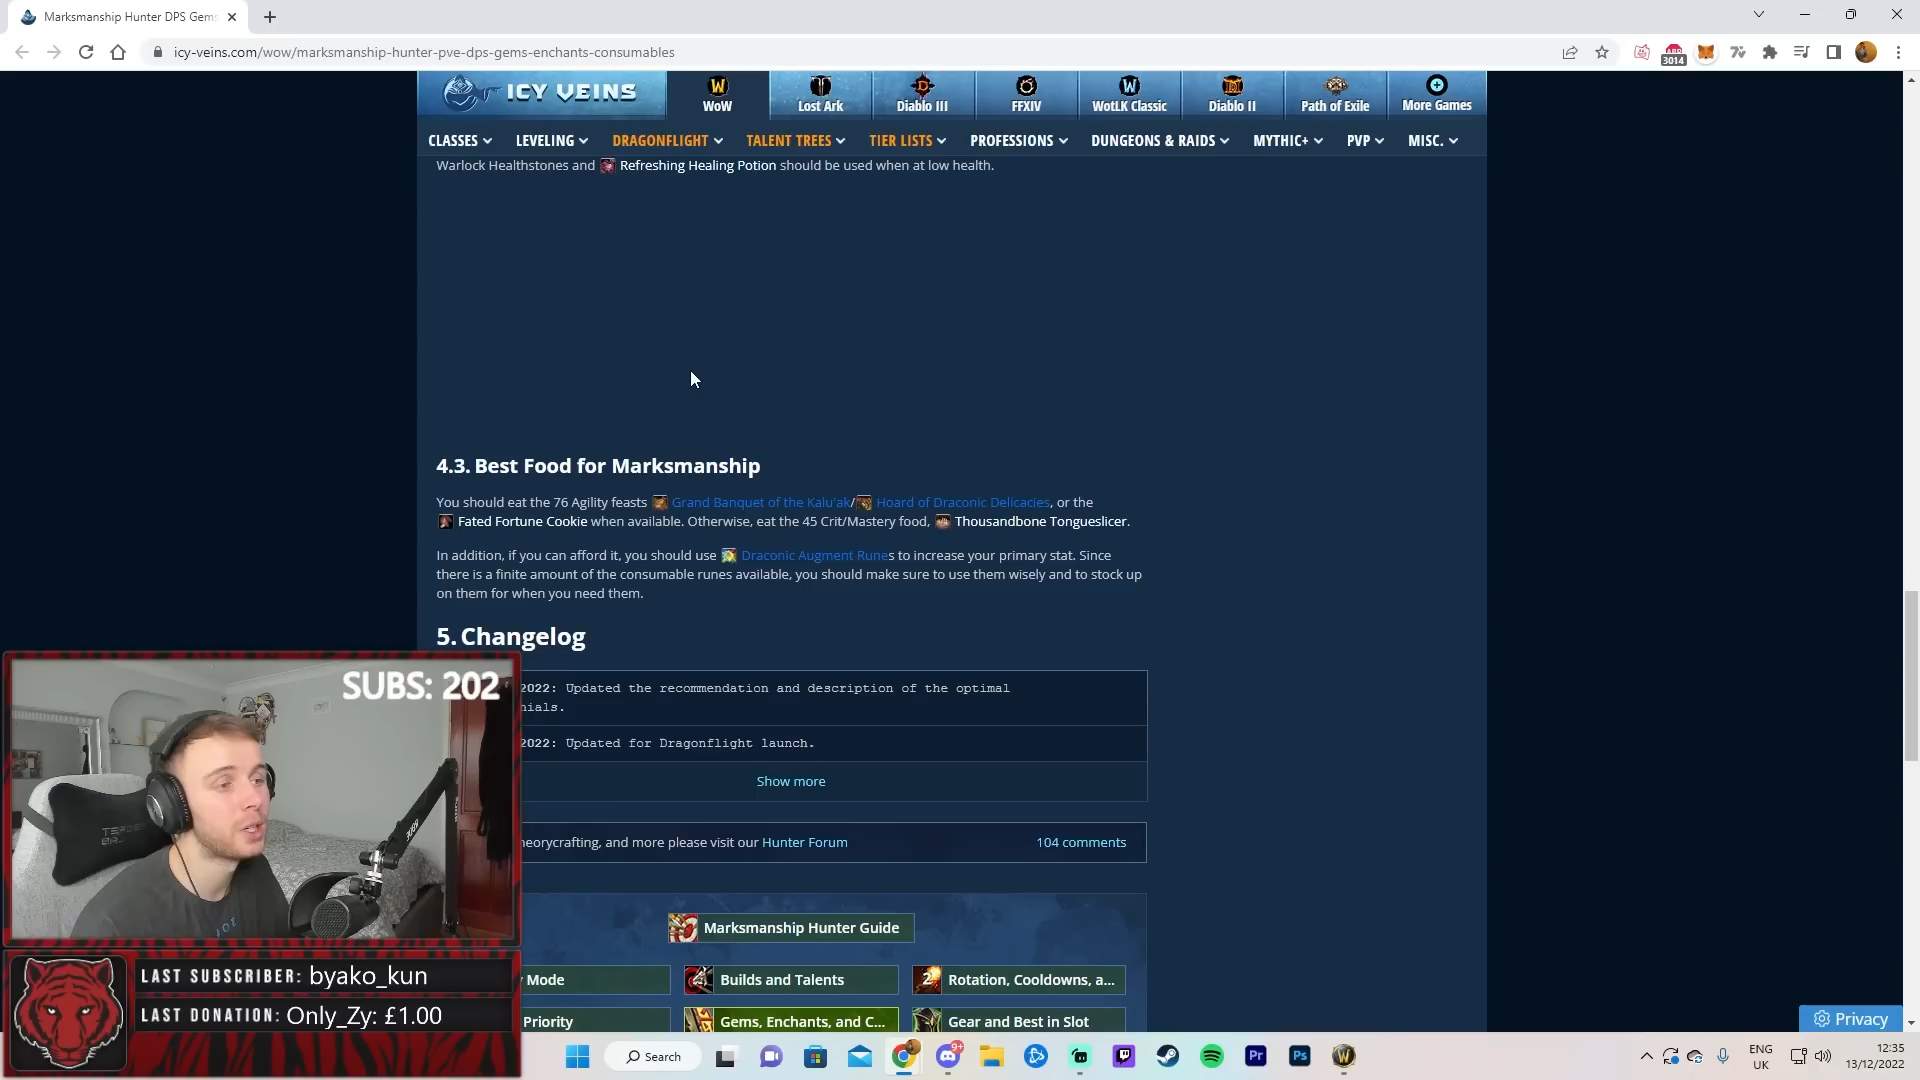 Marksmanship Hunter DPS Gems
icy-veins.com/wow/marksmanship-hunter-pve-dps-gems-enchants-consumables
3014
ICY VEINS
WoW
Lost Ark
Diablo III
FFXIV
WotLK Classic
Diablo II
Path of Exile
More Games
CLASSES
LEVELING
DRAGONFLIGHT
TALENT TREES
TIER LISTS
PROFESSIONS
DUNGEONS & RAIDS
MYTHIC+
PVP
MISC.
Warlock Healthstones and Refreshing Healing Potion should be used when at low health.
4.3. Best Food for Marksmanship
You should eat the 76 Agility feasts Grand Banquet of the Kalu'ak/ Hoard of Draconic Delicacies, or the
Fated Fortune Cookie when available. Otherwise, eat the 45 Crit/Mastery food, Thousandbone Tongueslicer.
In addition, if you can afford it, you should use Draconic Augment Runes to increase your primary stat. Since
there is a finite amount of the consumable runes available, you should make sure to use them wisely and to stock up
on them for when you need them.
5. Changelog
2022: Updated the recommendation and description of the optimal
nials.
2022: Updated for Dragonflight launch.
Show more
heorycrafting, and more please visit our Hunter Forum
104 comments
Marksmanship Hunter Guide
Mode
Builds and Talents
Rotation, Cooldowns, a...
Priority
Gems, Enchants, and C...
Gear and Best in Slot
Privacy
SUBS: 202
LAST SUBSCRIBER: byako_kun
LAST DONATION: Only_Zy: £1.00
Search
9+
Pr
Ps
ENG
UK
12:35
13/12/2022